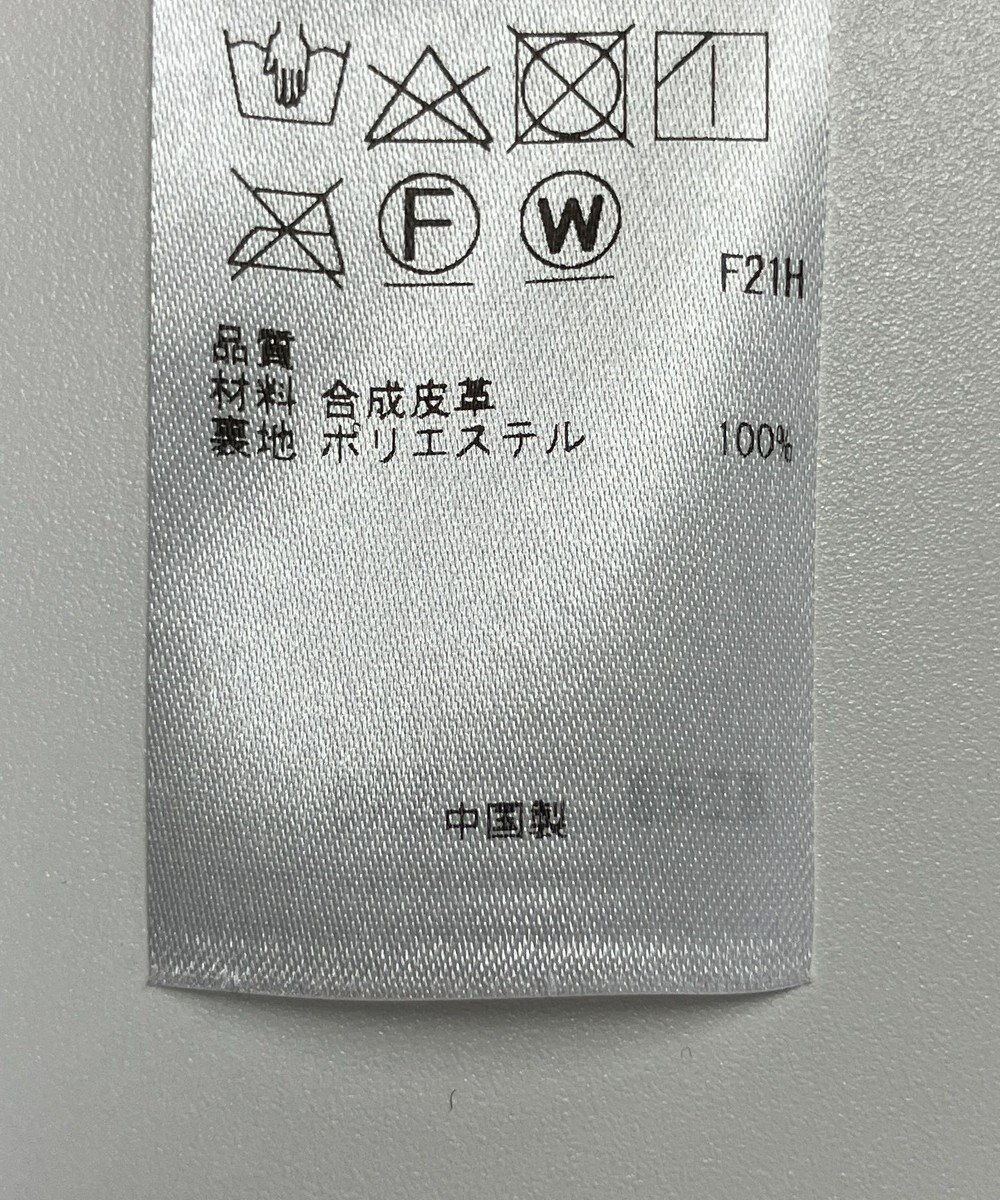 F W
F21H
品質
材料 合成皮革
裏地 ポリエステル 100%
中国製